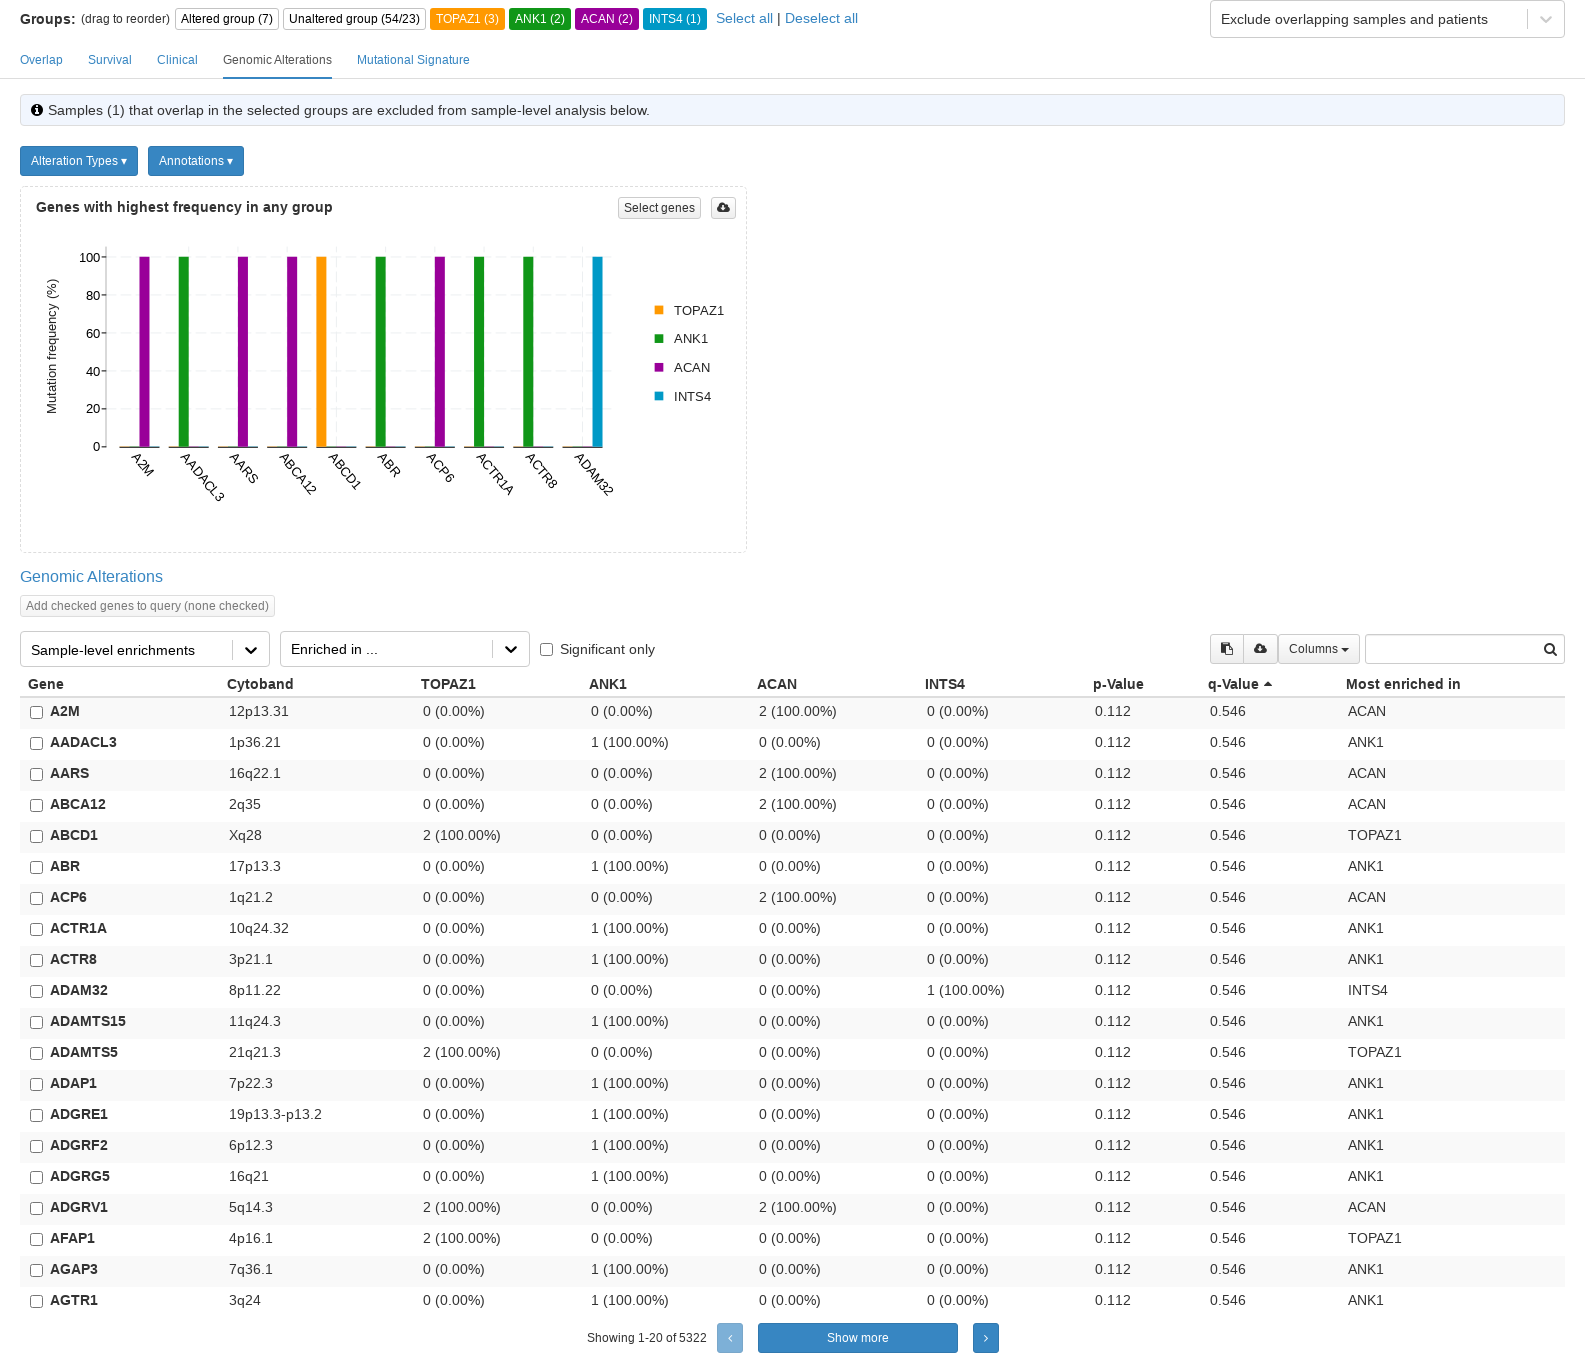 Groups: (drag to reorder) Altered group (7) Unaltered group (54/23) TOPAZ1 (3) ANK1 (2) ACAN (2) INTS4 (1) Select all | Deselect all Exclude overlapping samples and patients
Overlap Survival Clinical Genomic Alterations Mutational Signature
Samples (1) that overlap in the selected groups are excluded from sample-level analysis below.
Alteration Types ▾ Annotations ▾
Genes with highest frequency in any group Select genes
Mutation frequency (%)
100
80
60
40
20
0
A2M AADACL3 AARS ABCA12 ABCD1 ABR ACP6 ACTR1A ACTR8 ADAM32
TOPAZ1
ANK1
ACAN
INTS4
Genomic Alterations
Add checked genes to query (none checked)
Sample-level enrichments Enriched in ... Significant only Columns
Gene Cytoband TOPAZ1 ANK1 ACAN INTS4 p-Value q-Value Most enriched in
A2M 12p13.31 0 (0.00%) 0 (0.00%) 2 (100.00%) 0 (0.00%) 0.112 0.546 ACAN
AADACL3 1p36.21 0 (0.00%) 1 (100.00%) 0 (0.00%) 0 (0.00%) 0.112 0.546 ANK1
AARS 16q22.1 0 (0.00%) 0 (0.00%) 2 (100.00%) 0 (0.00%) 0.112 0.546 ACAN
ABCA12 2q35 0 (0.00%) 0 (0.00%) 2 (100.00%) 0 (0.00%) 0.112 0.546 ACAN
ABCD1 Xq28 2 (100.00%) 0 (0.00%) 0 (0.00%) 0 (0.00%) 0.112 0.546 TOPAZ1
ABR 17p13.3 0 (0.00%) 1 (100.00%) 0 (0.00%) 0 (0.00%) 0.112 0.546 ANK1
ACP6 1q21.2 0 (0.00%) 0 (0.00%) 2 (100.00%) 0 (0.00%) 0.112 0.546 ACAN
ACTR1A 10q24.32 0 (0.00%) 1 (100.00%) 0 (0.00%) 0 (0.00%) 0.112 0.546 ANK1
ACTR8 3p21.1 0 (0.00%) 1 (100.00%) 0 (0.00%) 0 (0.00%) 0.112 0.546 ANK1
ADAM32 8p11.22 0 (0.00%) 0 (0.00%) 0 (0.00%) 1 (100.00%) 0.112 0.546 INTS4
ADAMTS15 11q24.3 0 (0.00%) 1 (100.00%) 0 (0.00%) 0 (0.00%) 0.112 0.546 ANK1
ADAMTS5 21q21.3 2 (100.00%) 0 (0.00%) 0 (0.00%) 0 (0.00%) 0.112 0.546 TOPAZ1
ADAP1 7p22.3 0 (0.00%) 1 (100.00%) 0 (0.00%) 0 (0.00%) 0.112 0.546 ANK1
ADGRE1 19p13.3-p13.2 0 (0.00%) 1 (100.00%) 0 (0.00%) 0 (0.00%) 0.112 0.546 ANK1
ADGRF2 6p12.3 0 (0.00%) 1 (100.00%) 0 (0.00%) 0 (0.00%) 0.112 0.546 ANK1
ADGRG5 16q21 0 (0.00%) 1 (100.00%) 0 (0.00%) 0 (0.00%) 0.112 0.546 ANK1
ADGRV1 5q14.3 2 (100.00%) 0 (0.00%) 2 (100.00%) 0 (0.00%) 0.112 0.546 ACAN
AFAP1 4p16.1 2 (100.00%) 0 (0.00%) 0 (0.00%) 0 (0.00%) 0.112 0.546 TOPAZ1
AGAP3 7q36.1 0 (0.00%) 1 (100.00%) 0 (0.00%) 0 (0.00%) 0.112 0.546 ANK1
AGTR1 3q24 0 (0.00%) 1 (100.00%) 0 (0.00%) 0 (0.00%) 0.112 0.546 ANK1
Showing 1-20 of 5322 ‹ Show more ›